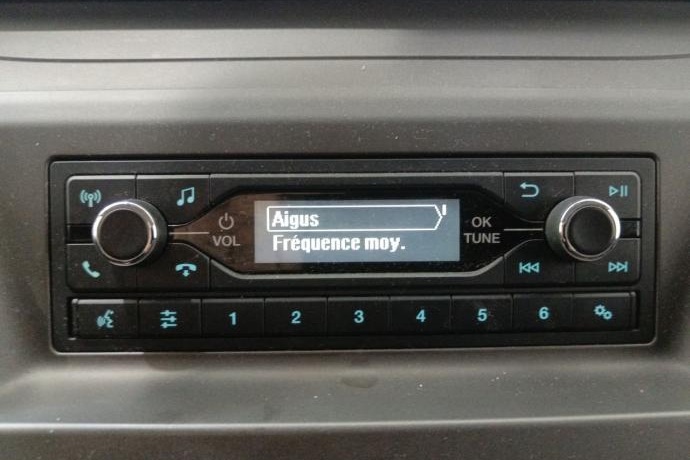 Aigus
Fréquence moy.
VOL
OK
TUNE
1 2 3 4 5 6